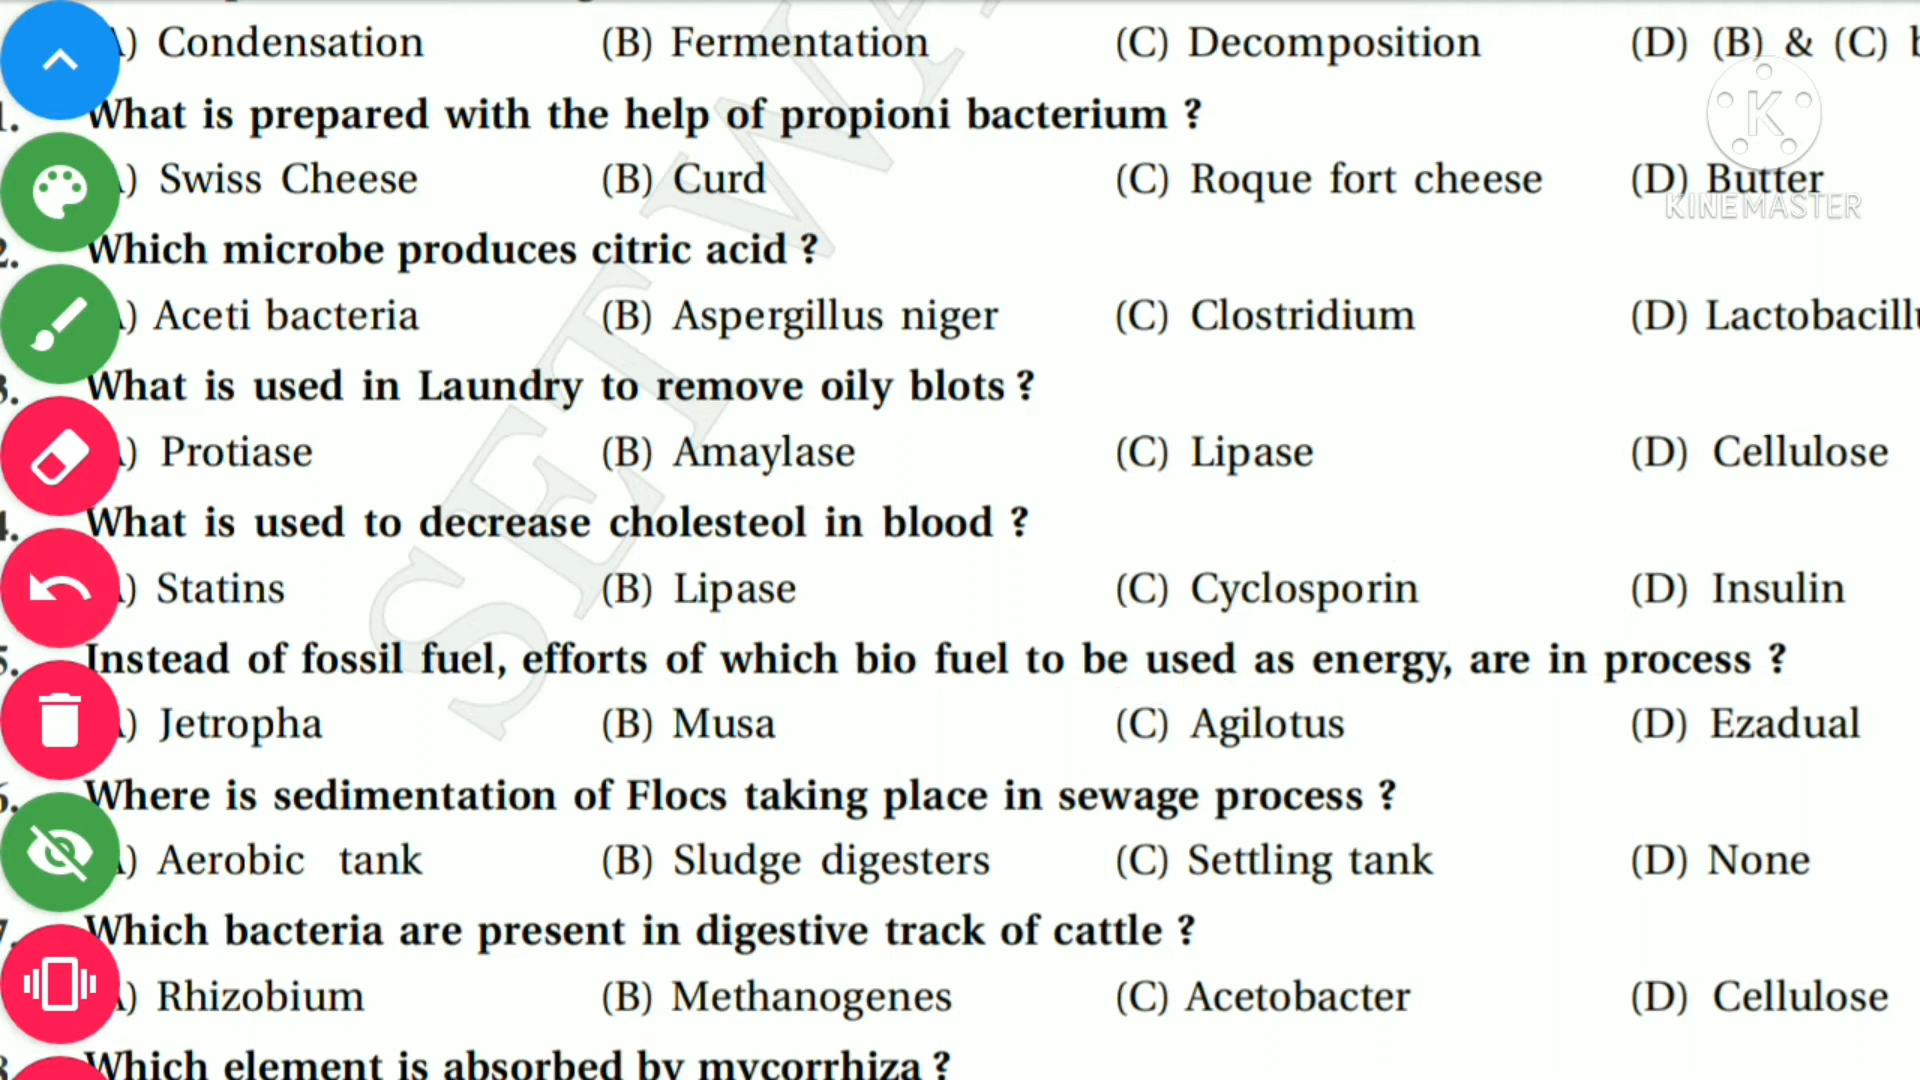 ) Condensation (B) Fermentation (C) Decomposition (D) (B) & (C)
What is prepared with the help of propioni bacterium ?
) Swiss Cheese (B) Curd (C) Roque fort cheese (D) Butter
K
KINEMASTER
Which microbe produces citric acid ?
) Aceti bacteria (B) Aspergillus niger (C) Clostridium (D)
What is used in Laundry to remove oily blots ?
) Protiase (B) Amaylase (C) Lipase (D) Cellulose
What is used to decrease cholesteol in blood ?
) Statins (B) Lipase (C) Cyclosporin (D) Insulin
Instead of fossil fuel, efforts of which bio fuel to be used as energy, are in process ?
) Jetropha (B) Musa (C) Agilotus (D) Ezadual
Where is sedimentation of Flocs taking place in sewage process ?
) Aerobic tank (B) Sludge digesters (C) Settling tank (D) None
Which bacteria are present in digestive track of cattle ?
) Rhizobium (B) Methanogenes (C) Acetobacter (D) Cellulose
Which element is absorbed by mycorrhiza ?
SET WA